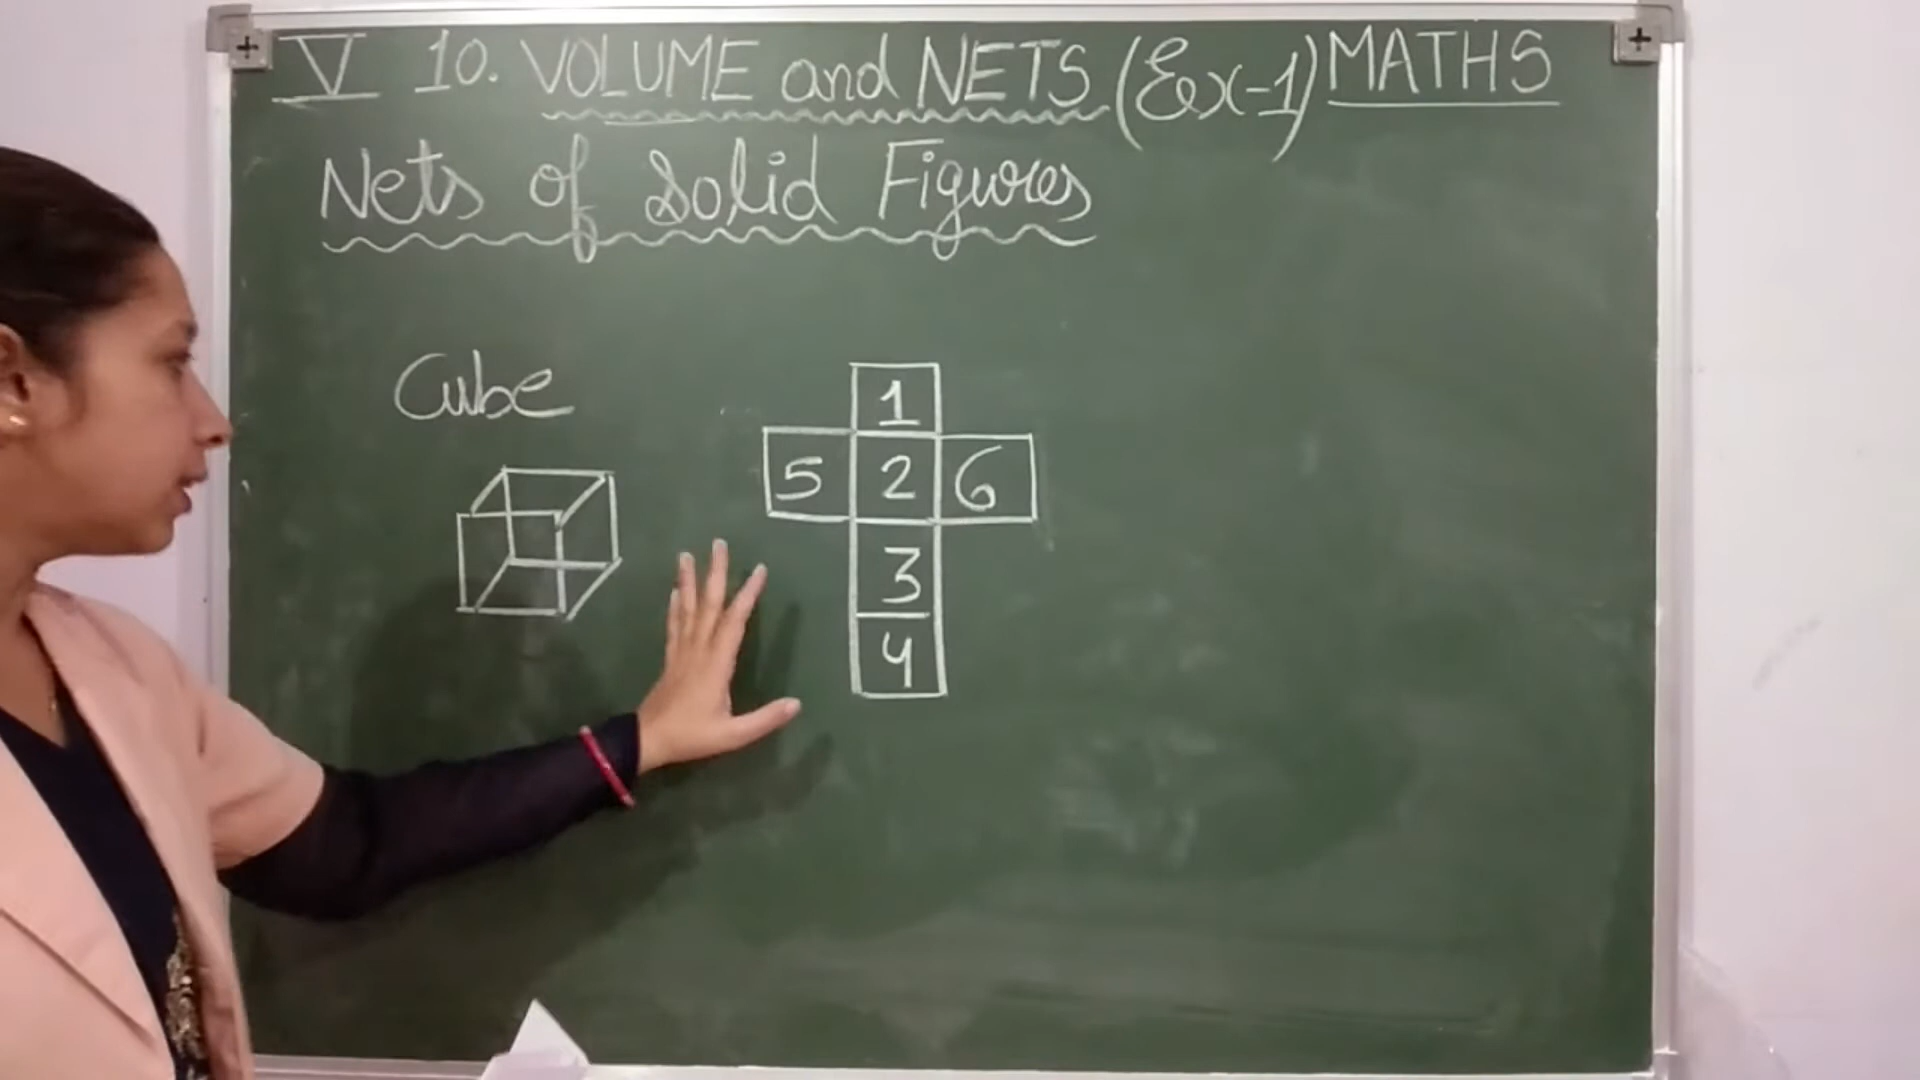 V 10. VOLUME and NETS (Ex-1) MATHS
Nets of Solid Figures
Cube
1
5 2 6
3
4